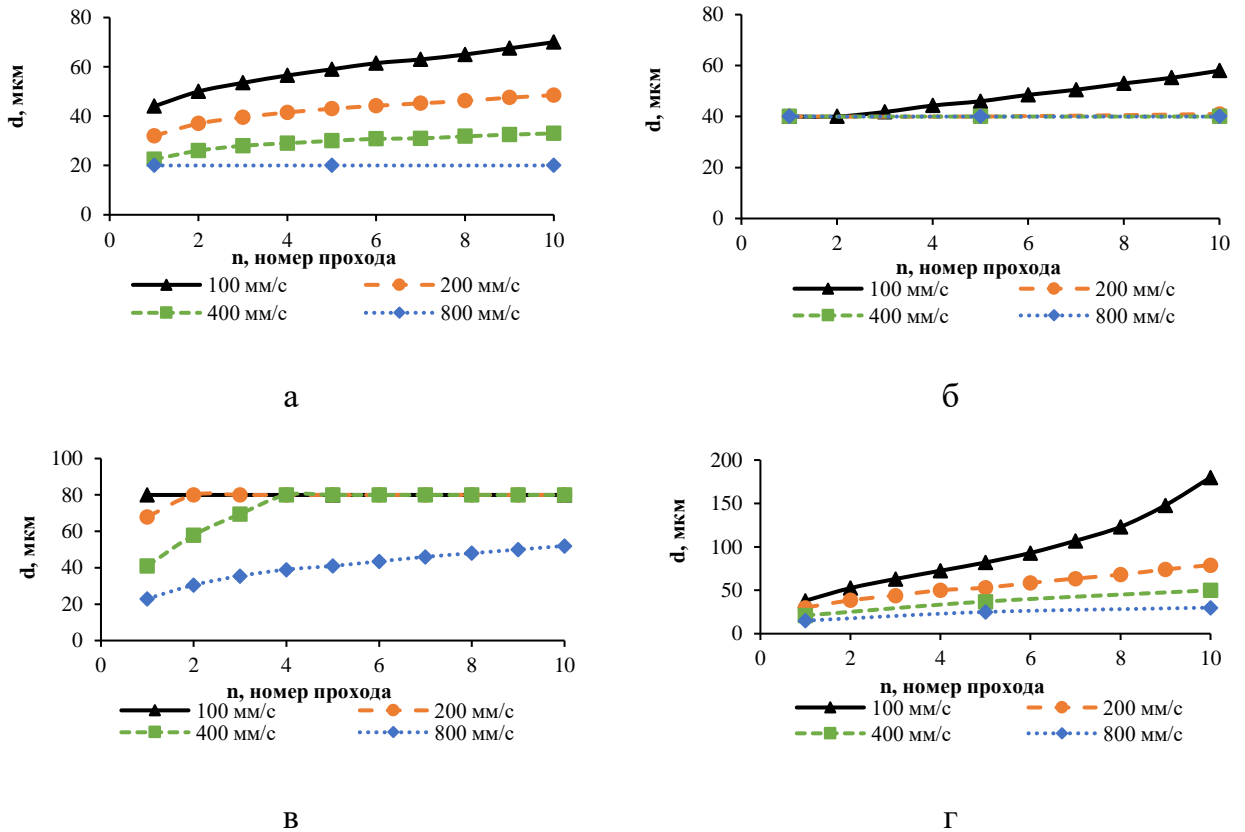 80
60
40
20
0
d, мкм
0 2 4 6 8 10
n, номер прохода
100 мм/с 200 мм/с
400 мм/с 800 мм/с
а
80
60
40
20
0
d, мкм
0 2 4 6 8 10
n, номер прохода
100 мм/с 200 мм/с
400 мм/с 800 мм/с
б
100
80
60
40
20
0
d, мкм
0 2 4 6 8 10
n, номер прохода
100 мм/с 200 мм/с
400 мм/с 800 мм/с
в
200
150
100
50
0
d, мкм
0 2 4 6 8 10
n, номер прохода
100 мм/с 200 мм/с
400 мм/с 800 мм/с
г